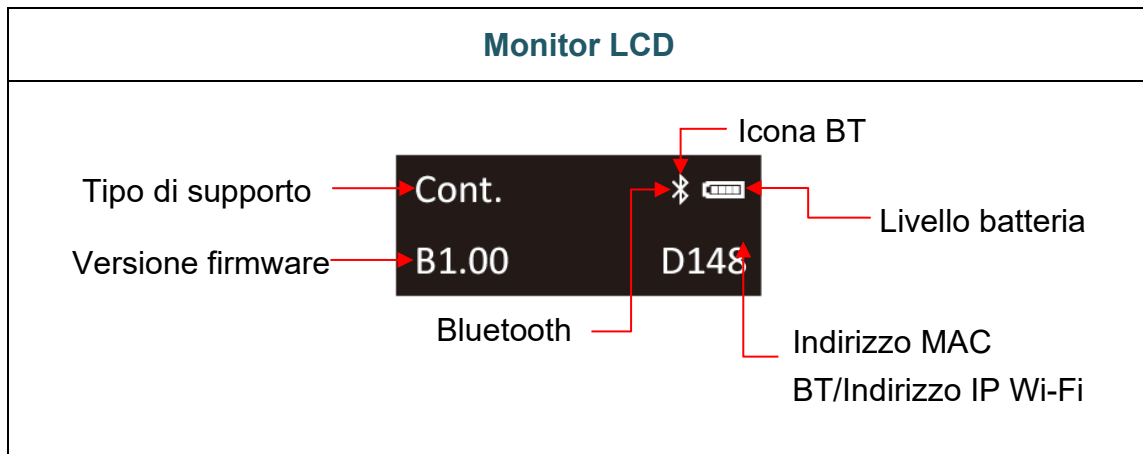 Monitor LCD
Icona BT
Tipo di supporto
Cont.
Livello batteria
Versione firmware
B1.00
D148
Bluetooth
Indirizzo MAC
BT/Indirizzo IP Wi-Fi